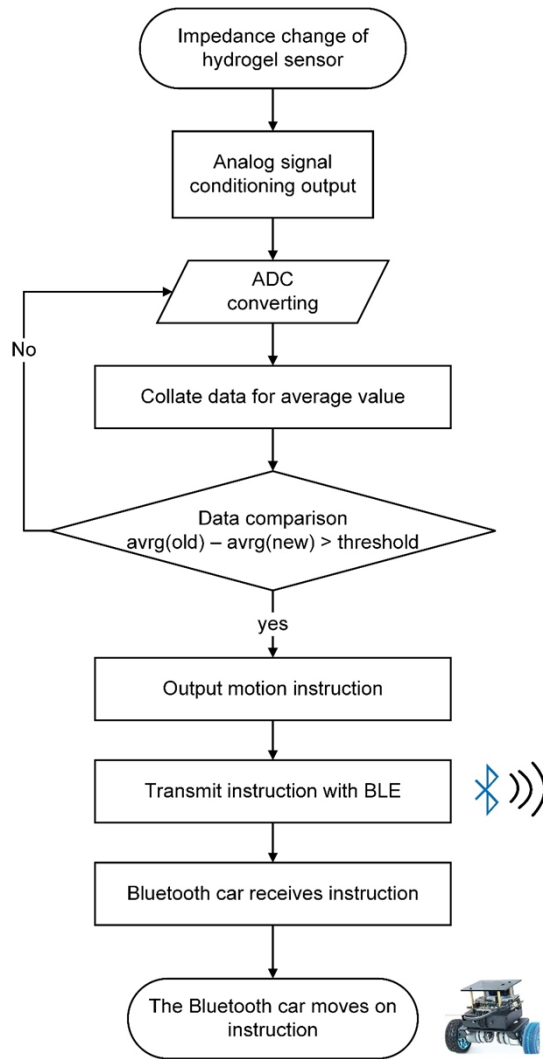 Impedance change of
hydrogel sensor
Analog signal
conditioning output
ADC
converting
No
Collate data for average value
Data comparison
avrg(old) – avrg(new) > threshold
yes
Output motion instruction
Transmit instruction with BLE
Bluetooth car receives instruction
The Bluetooth car moves on
instruction